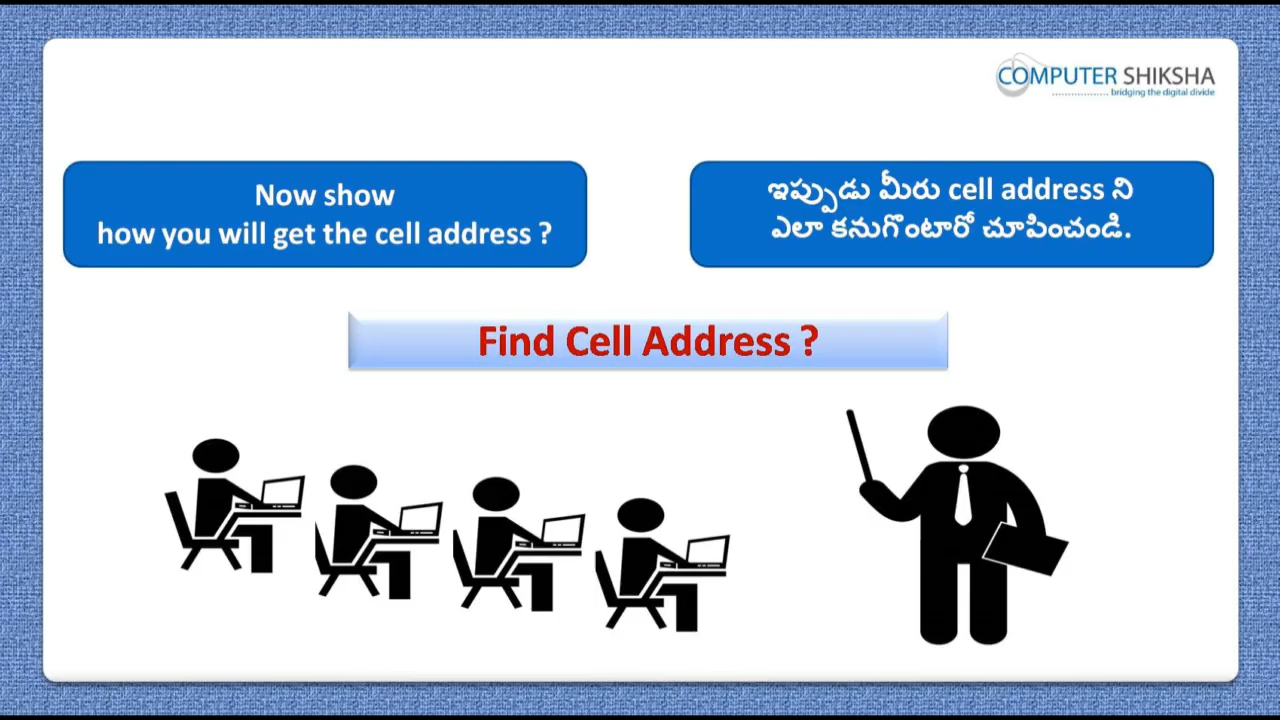 COMPUTER SHIKSHA
bridging the digital divide
Now show
how you will get the cell address ?
ఇప్పుడు మీరు cell address ని
ఎలా కనుగొంటారో చూపించండి.
Find Cell Address ?